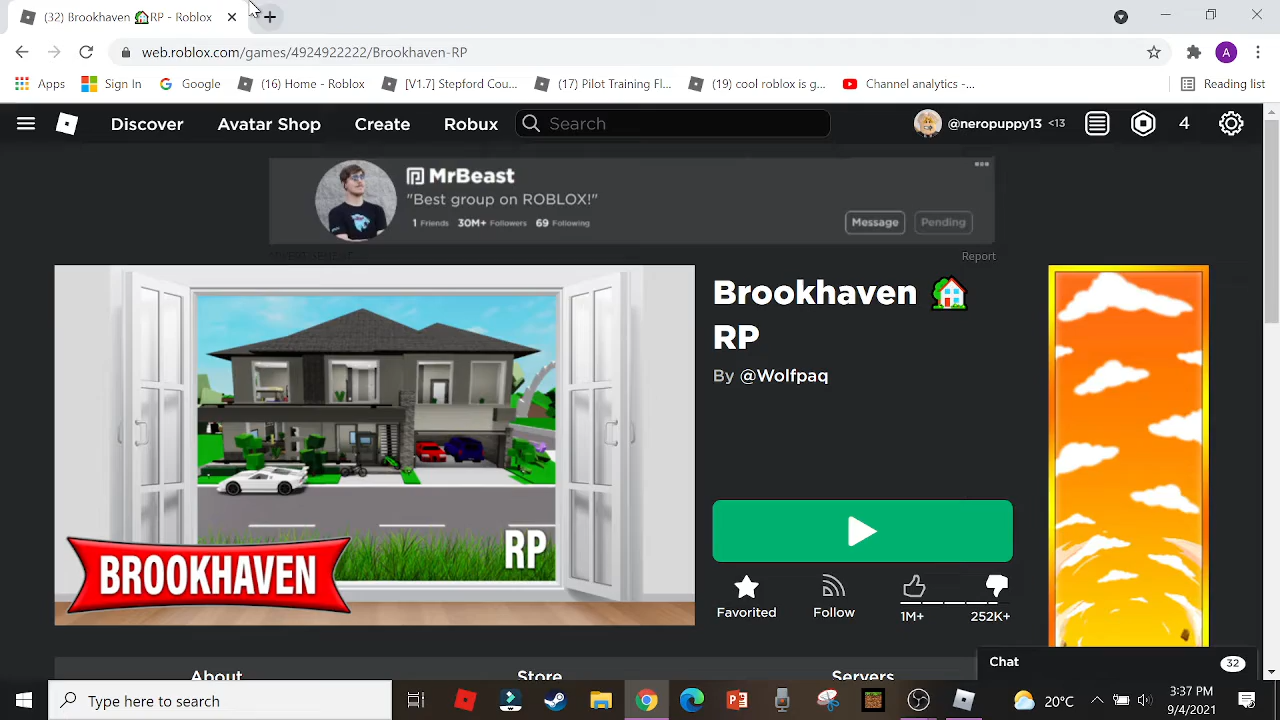 (32) Brookhaven 🏠RP - Roblox
web.roblox.com/games/4924922222/Brookhaven-RP
A
Apps
Sign In
Google
(16) Home - Roblox
[V1.7] Stepford Cou...
(17) Pilot Training Fl...
(19) cool roblox is g...
Channel analytics -...
Reading list
Discover
Avatar Shop
Create
Robux
Search
@neropuppy13 <13
4
MrBeast
"Best group on ROBLOX!"
1 Friends 30M+ Followers 69 Following
Message
Pending
Report
Brookhaven 🏠
RP
By @Wolfpaq
BROOKHAVEN
RP
Favorited
Follow
1M+
252K+
About
Store
Servers
Chat
32
Type here to search
20°C
3:37 PM
9/4/2021